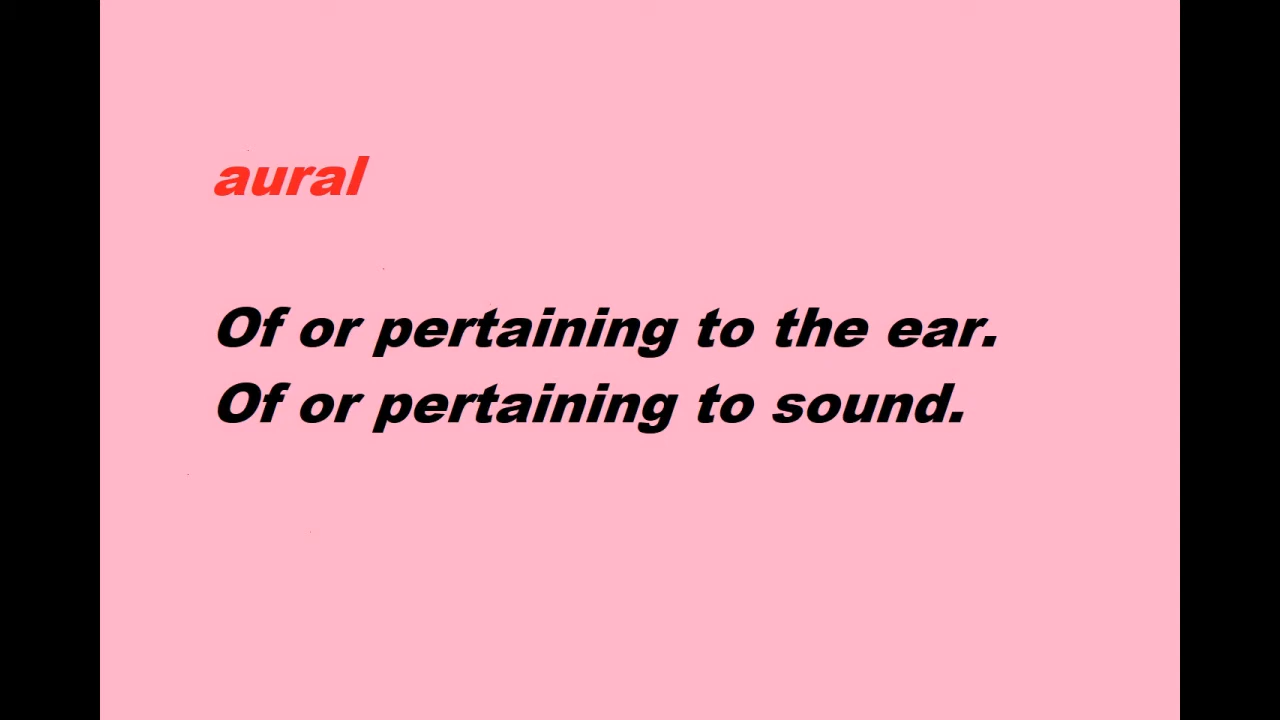 aural
Of or pertaining to the ear.
Of or pertaining to sound.